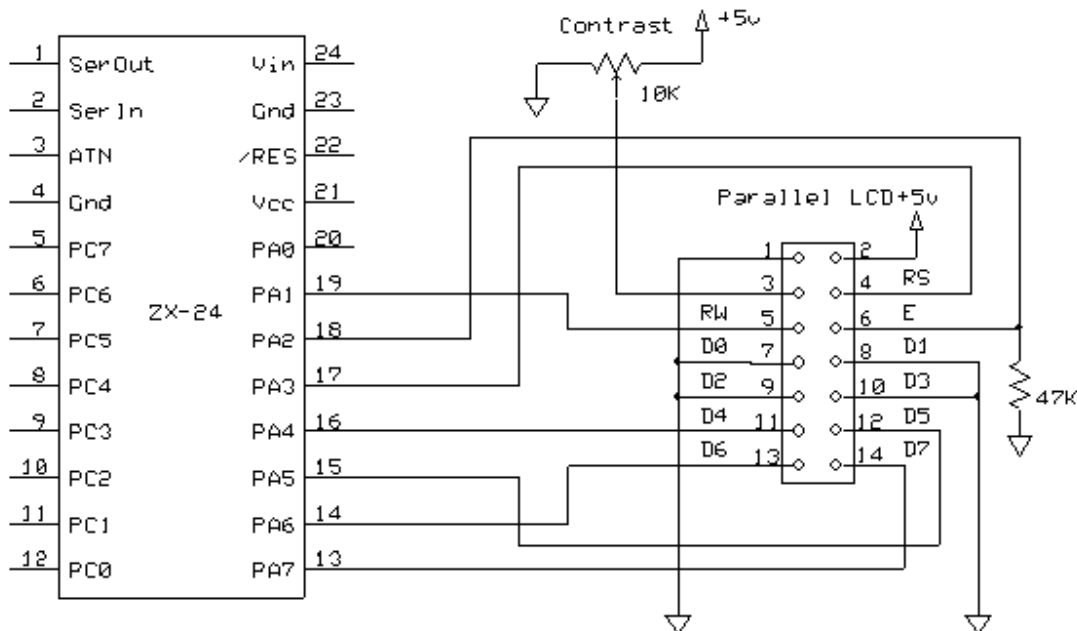 Contrast
+5v
10K
1 SerOut Vin 24
2 SerIn Gnd 23
3 ATN /RES 22
4 Gnd Vcc 21
5 PC7 PA0 20
6 PC6 PA1 19
ZX-24
7 PC5 PA2 18
8 PC4 PA3 17
9 PC3 PA4 16
10 PC2 PA5 15
11 PC1 PA6 14
12 PC0 PA7 13
Parallel LCD+5v
1 2
3 4 RS
RW 5 6 E
D0 7 8 D1
D2 9 10 D3
D4 11 12 D5
D6 13 14 D7
47K